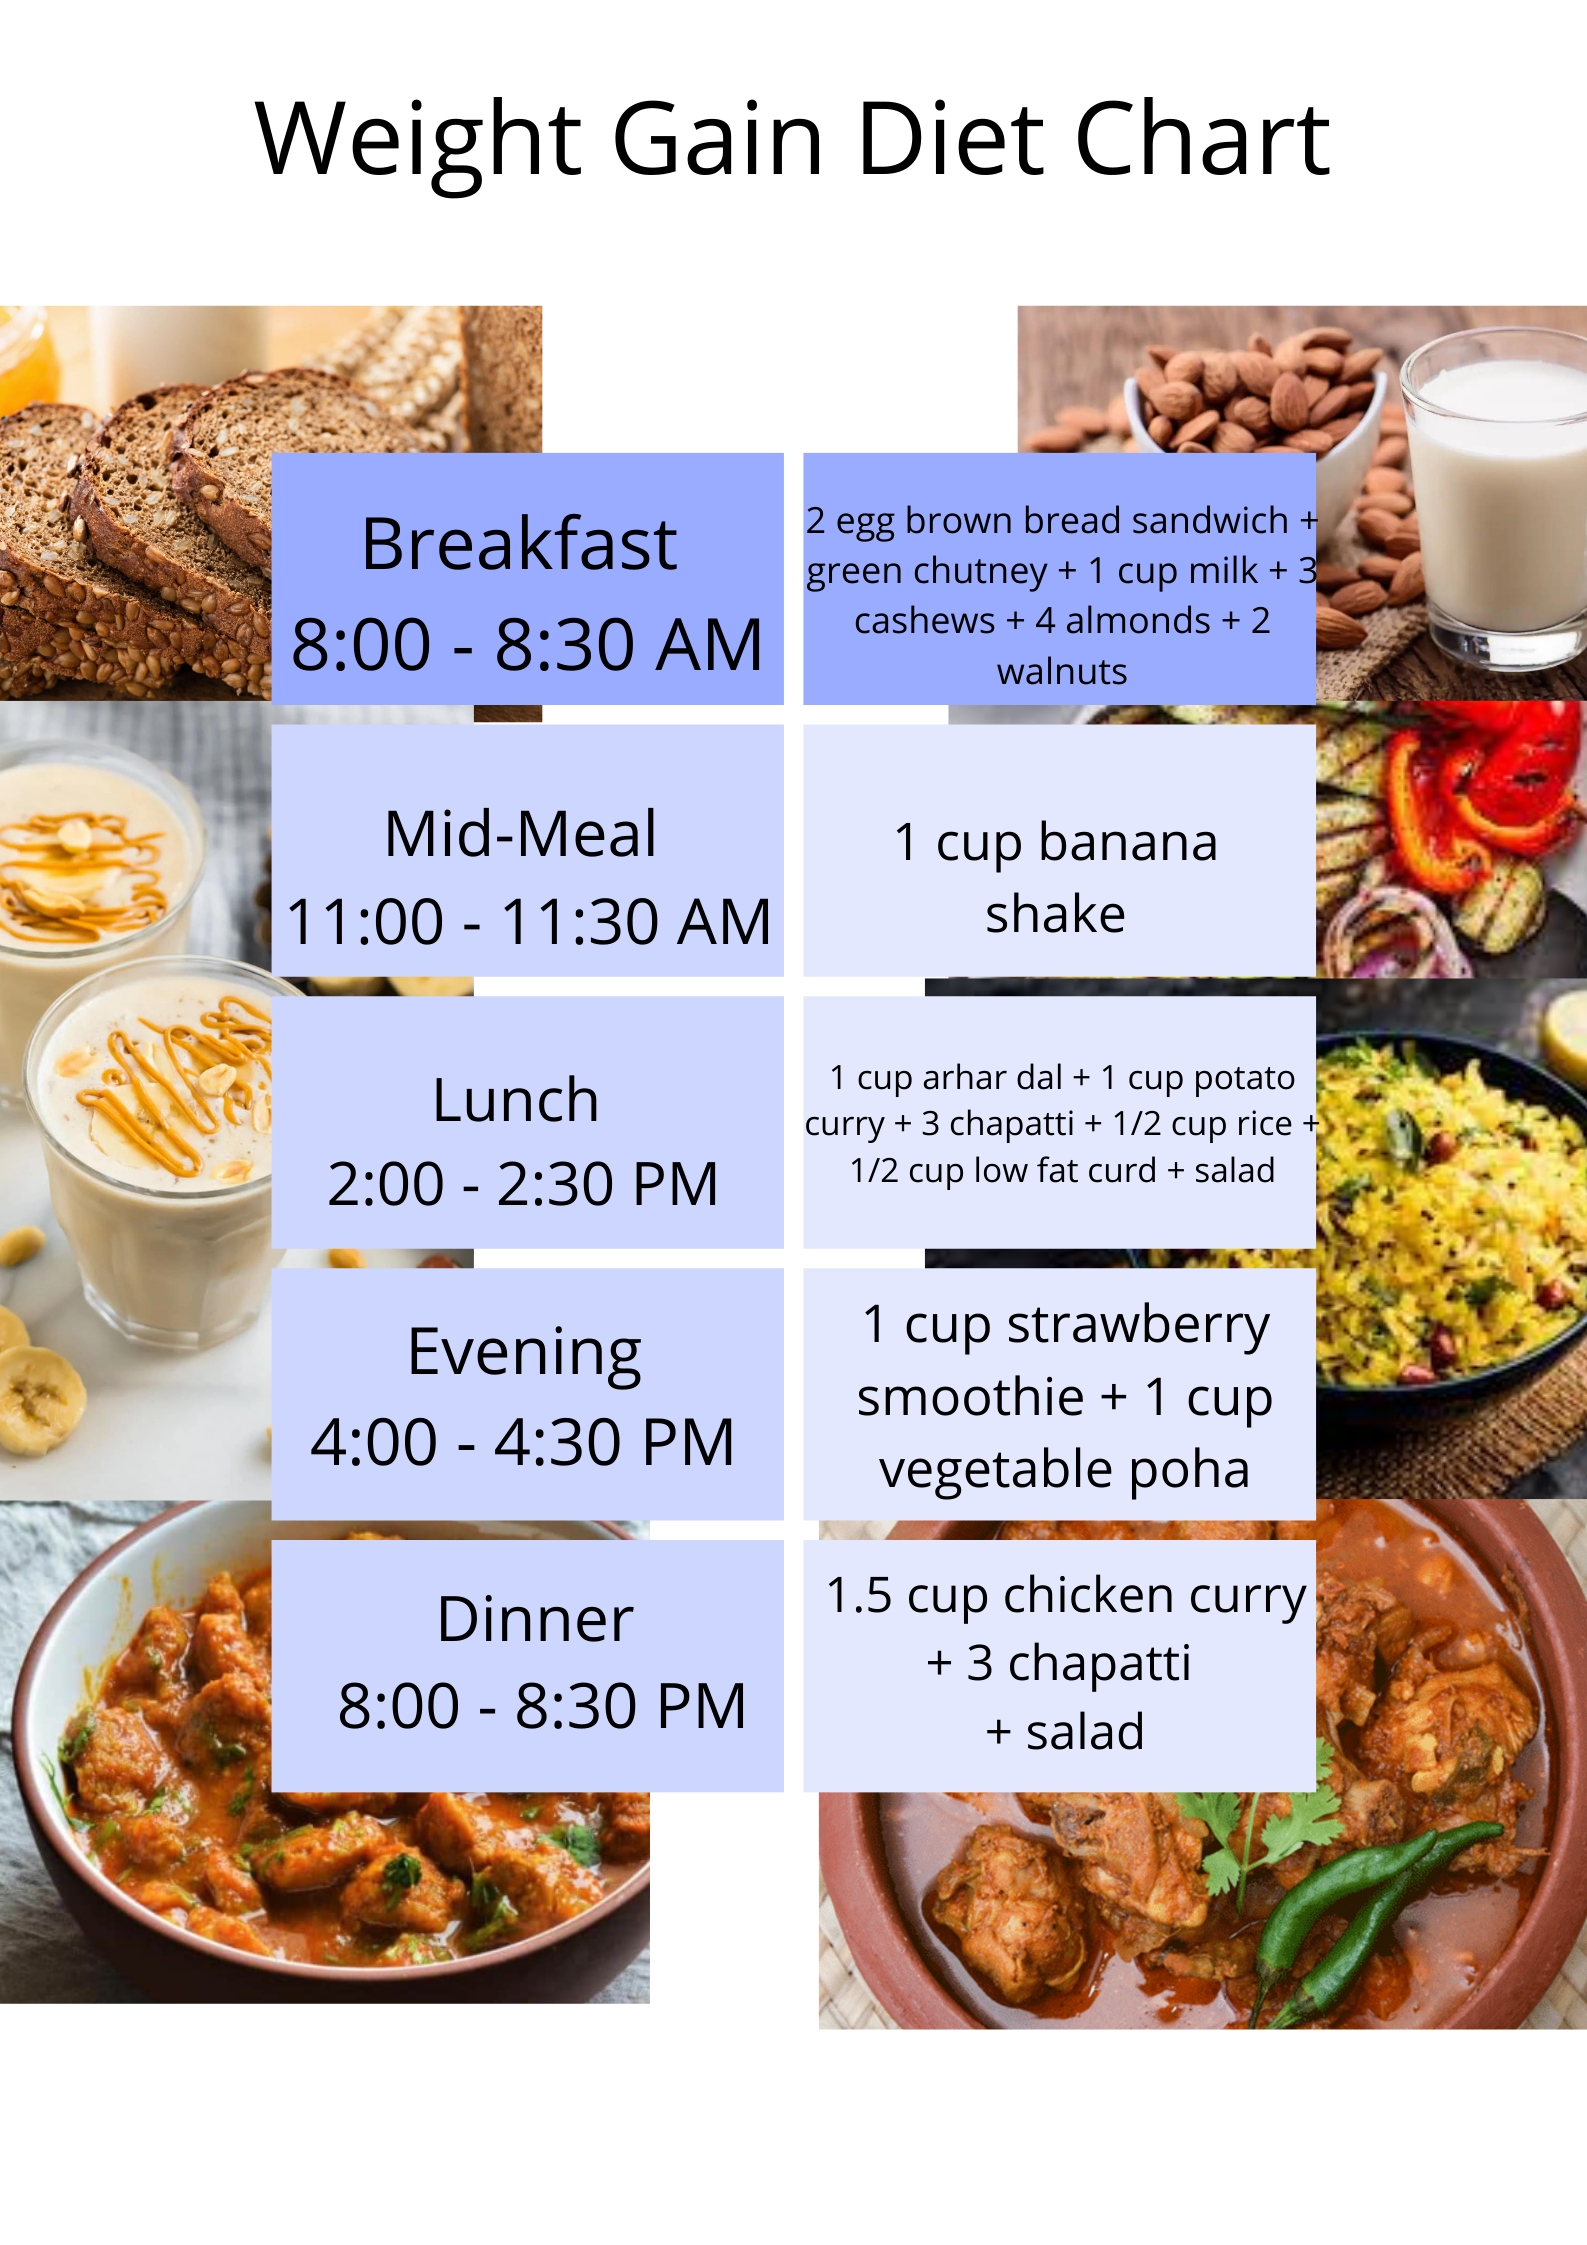 Weight Gain Diet Chart
Breakfast
8:00 - 8:30 AM
2 egg brown bread sandwich +
green chutney + 1 cup milk + 3
cashews + 4 almonds + 2
walnuts
Mid-Meal
11:00 - 11:30 AM
1 cup banana
shake
Lunch
2:00 - 2:30 PM
1 cup arhar dal + 1 cup potato
curry + 3 chapatti + 1/2 cup rice +
1/2 cup low fat curd + salad
Evening
4:00 - 4:30 PM
1 cup strawberry
smoothie + 1 cup
vegetable poha
Dinner
8:00 - 8:30 PM
1.5 cup chicken curry
+ 3 chapatti
+ salad